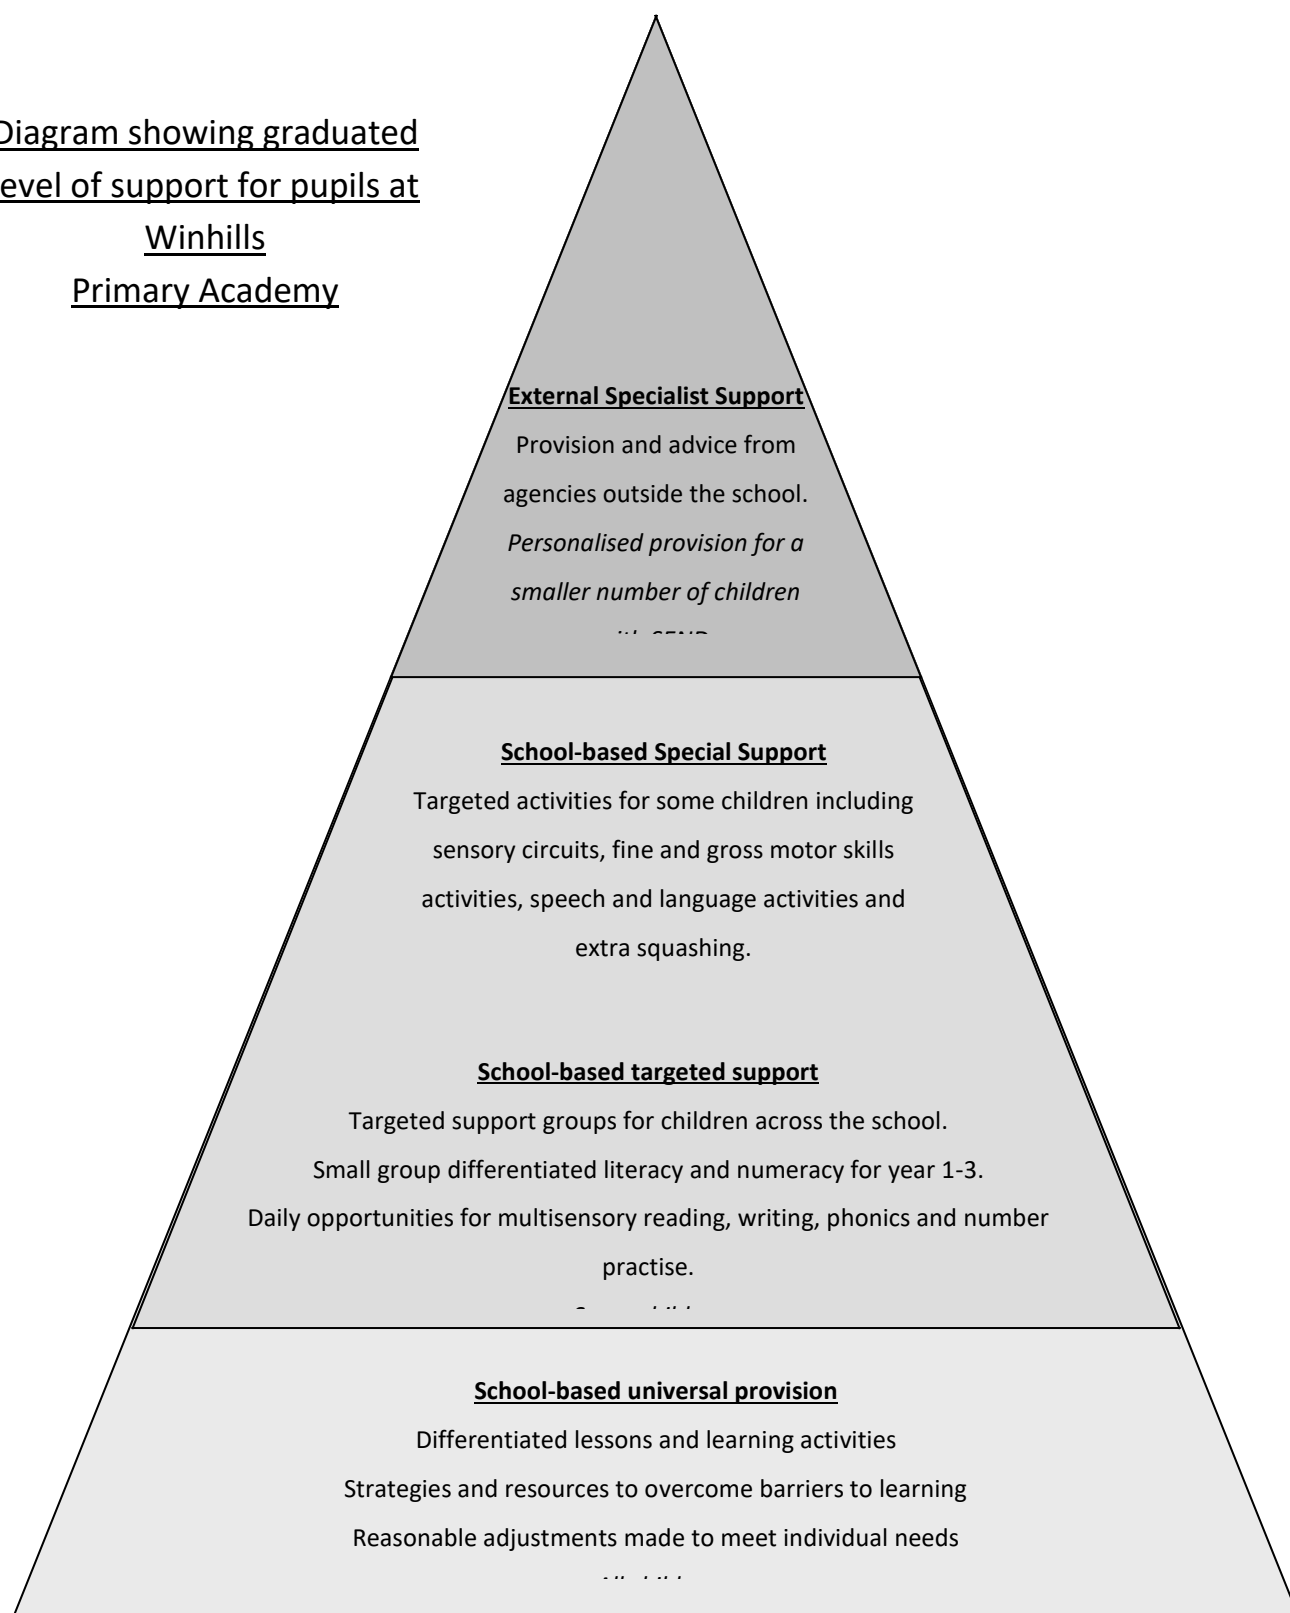 Diagram showing graduated
level of support for pupils at
Winhills
Primary Academy
External Specialist Support
Provision and advice from
agencies outside the school.
Personalised provision for a
smaller number of children
with SEND
School-based Special Support
Targeted activities for some children including
sensory circuits, fine and gross motor skills
activities, speech and language activities and
extra squashing.
School-based targeted support
Targeted support groups for children across the school.
Small group differentiated literacy and numeracy for year 1-3.
Daily opportunities for multisensory reading, writing, phonics and number
practise.
School-based universal provision
Differentiated lessons and learning activities
Strategies and resources to overcome barriers to learning
Reasonable adjustments made to meet individual needs